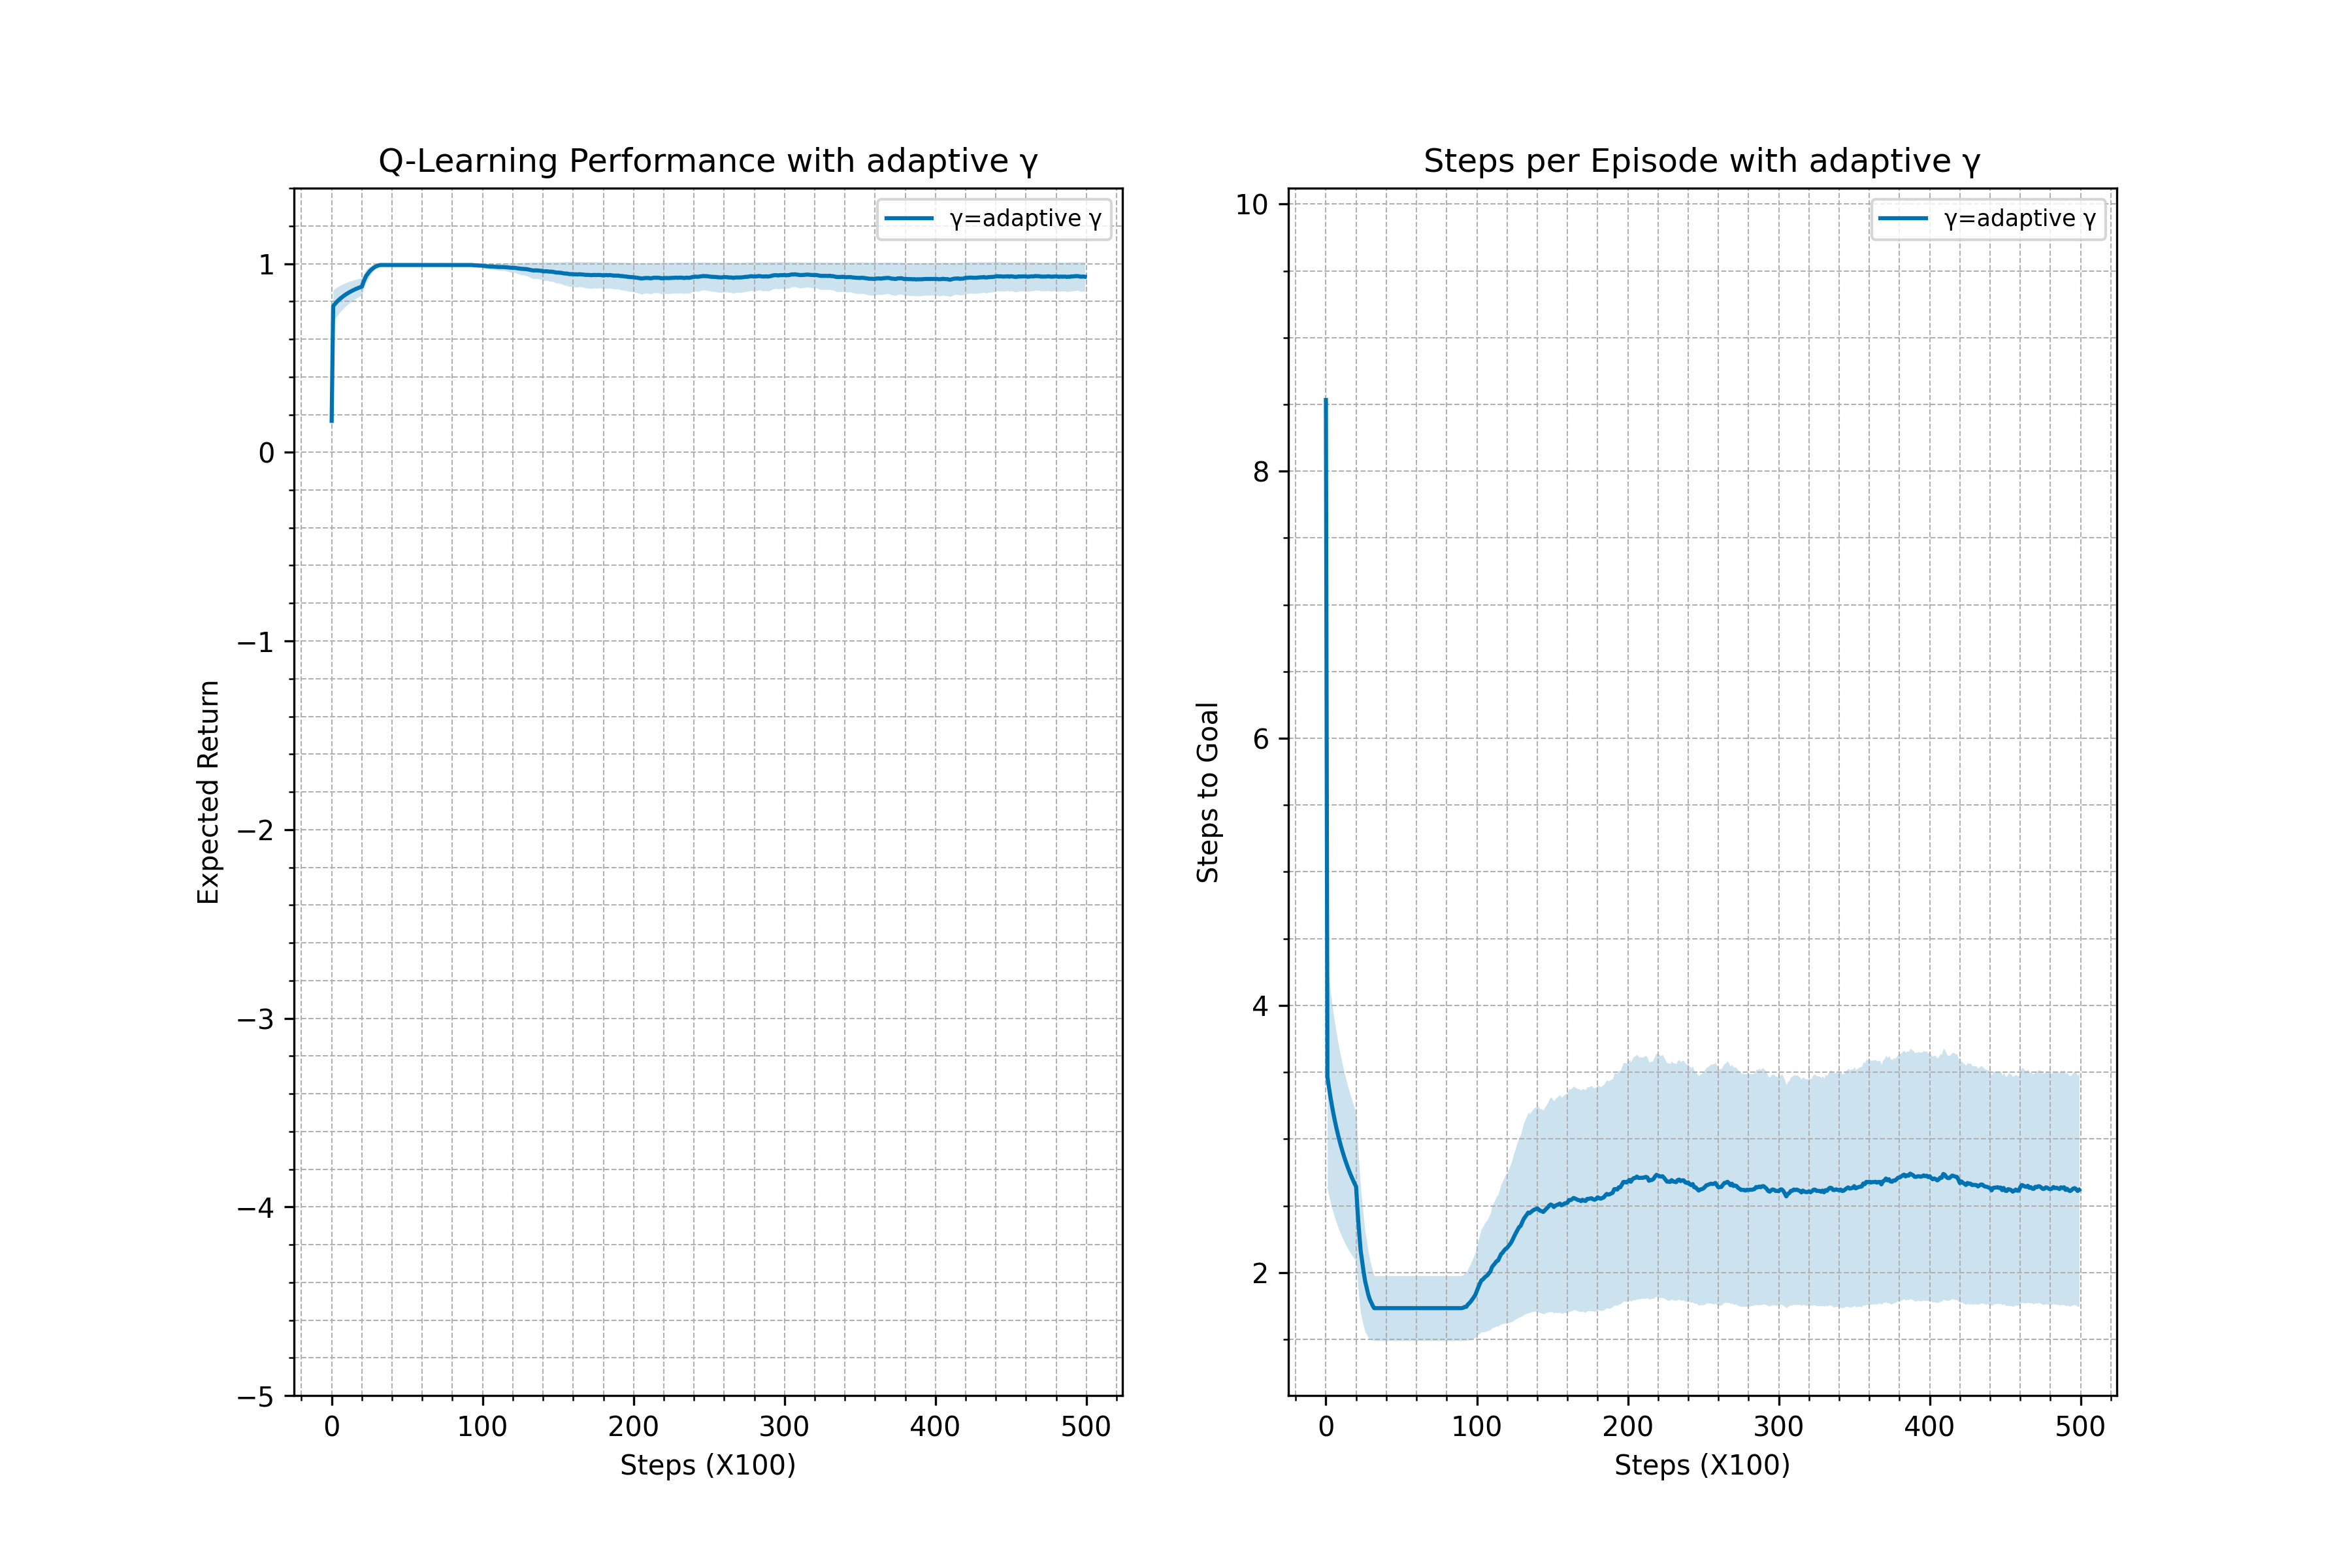 Q-Learning Performance with adaptive γ
γ=adaptive γ
1
0
−1
−2
−3
−4
−5
Expected Return
0 100 200 300 400 500
Steps (X100)
Steps per Episode with adaptive γ
γ=adaptive γ
10
8
6
4
2
Steps to Goal
0 100 200 300 400 500
Steps (X100)